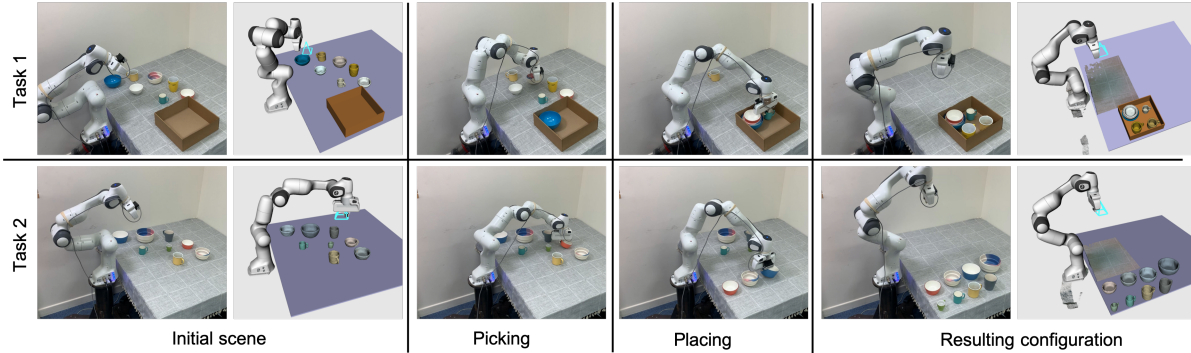 Task 1
Task 2
Initial scene
Picking
Placing
Resulting configuration